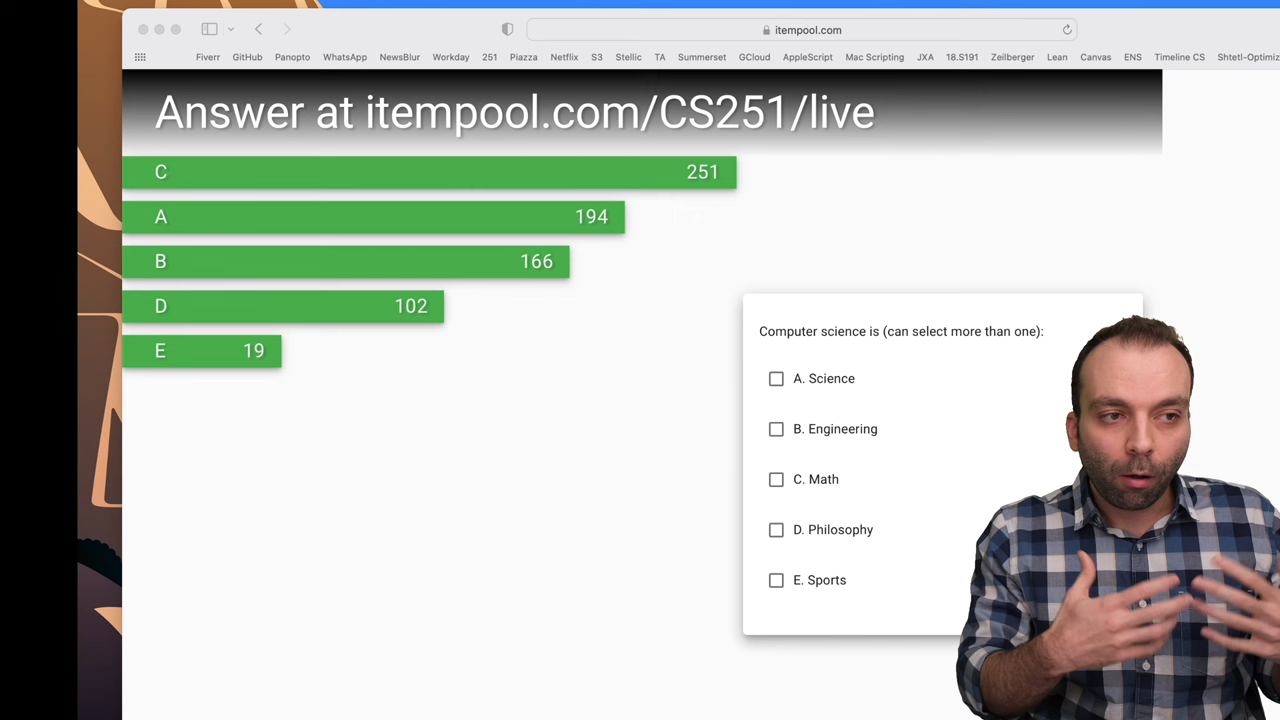 itempool.com
Fiverr GitHub Panopto WhatsApp NewsBlur Workday 251 Piazza Netflix S3 Stellic TA Summerset GCloud AppleScript Mac Scripting JXA 18.S191 Zeilberger Lean Canvas ENS Timeline CS Shtetl-Optimiz
Answer at itempool.com/CS251/live
C 251
A 194
B 166
D 102
E 19
Computer science is (can select more than one):
A. Science
B. Engineering
C. Math
D. Philosophy
E. Sports